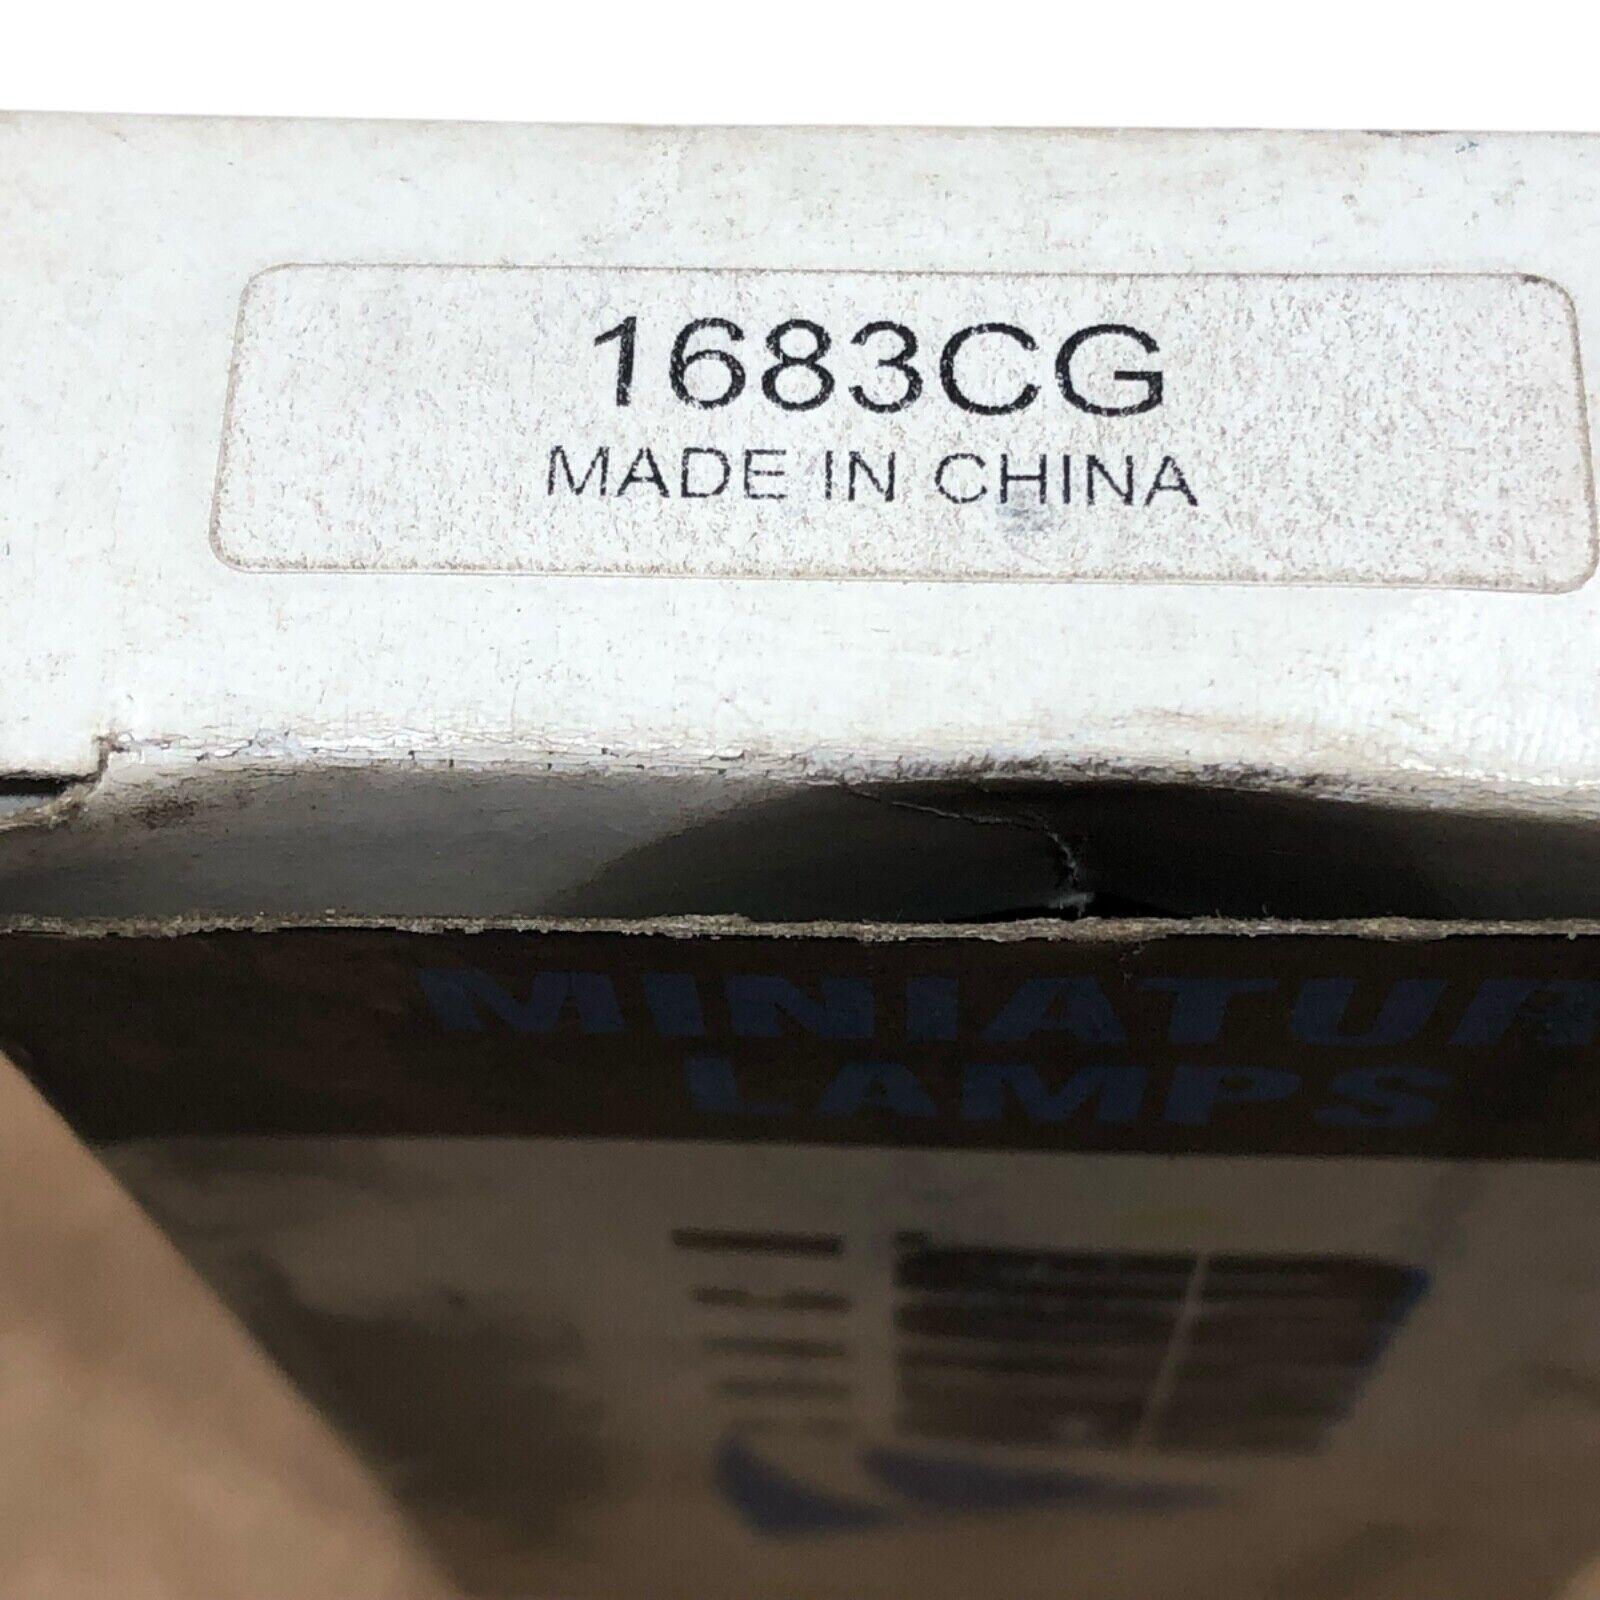 1683CG
MADE IN CHINA
MINIATUR
LAMPS